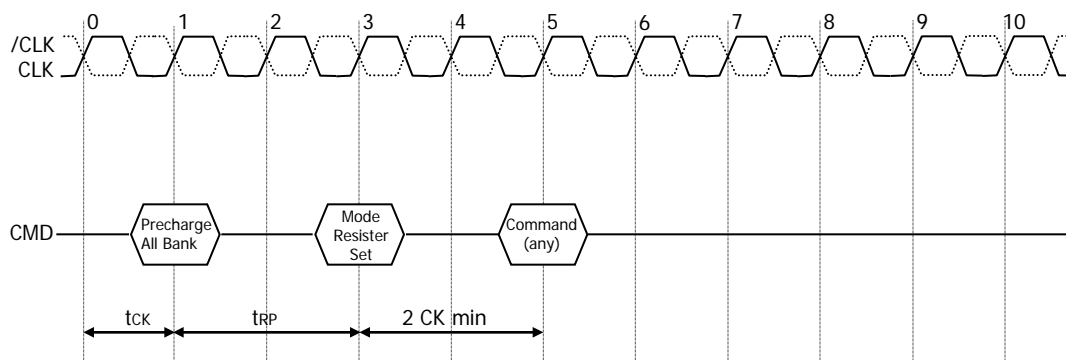 0 1 2 3 4 5 6 7 8 9 10
/CLK
CLK
CMD
Precharge
All Bank
Mode
Resister
Set
Command
(any)
tCK
tRP
2 CK min